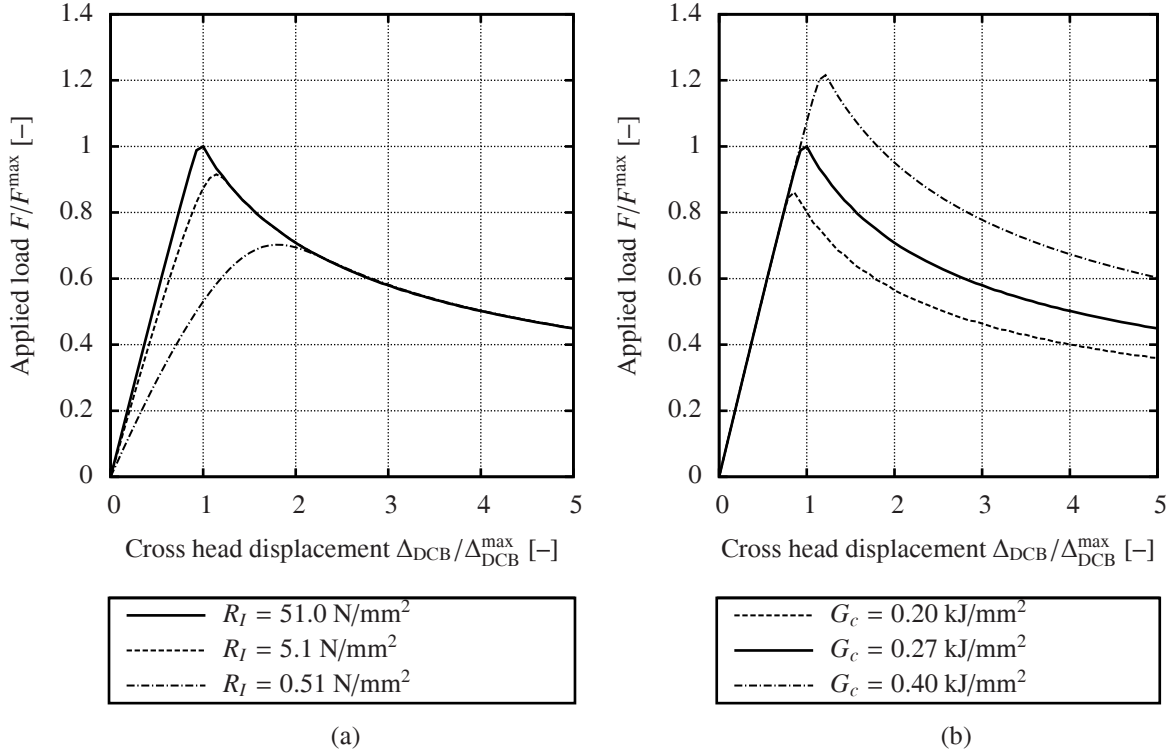 1.4
1.2
1
0.8
0.6
0.4
0.2
0
0 1 2 3 4 5
Applied load F/F^max [–]
Cross head displacement Δ_DCB/Δ_DCB^max [–]
R_I = 51.0 N/mm²
R_I = 5.1 N/mm²
R_I = 0.51 N/mm²
(a)
1.4
1.2
1
0.8
0.6
0.4
0.2
0
0 1 2 3 4 5
Applied load F/F^max [–]
Cross head displacement Δ_DCB/Δ_DCB^max [–]
G_c = 0.20 kJ/mm²
G_c = 0.27 kJ/mm²
G_c = 0.40 kJ/mm²
(b)